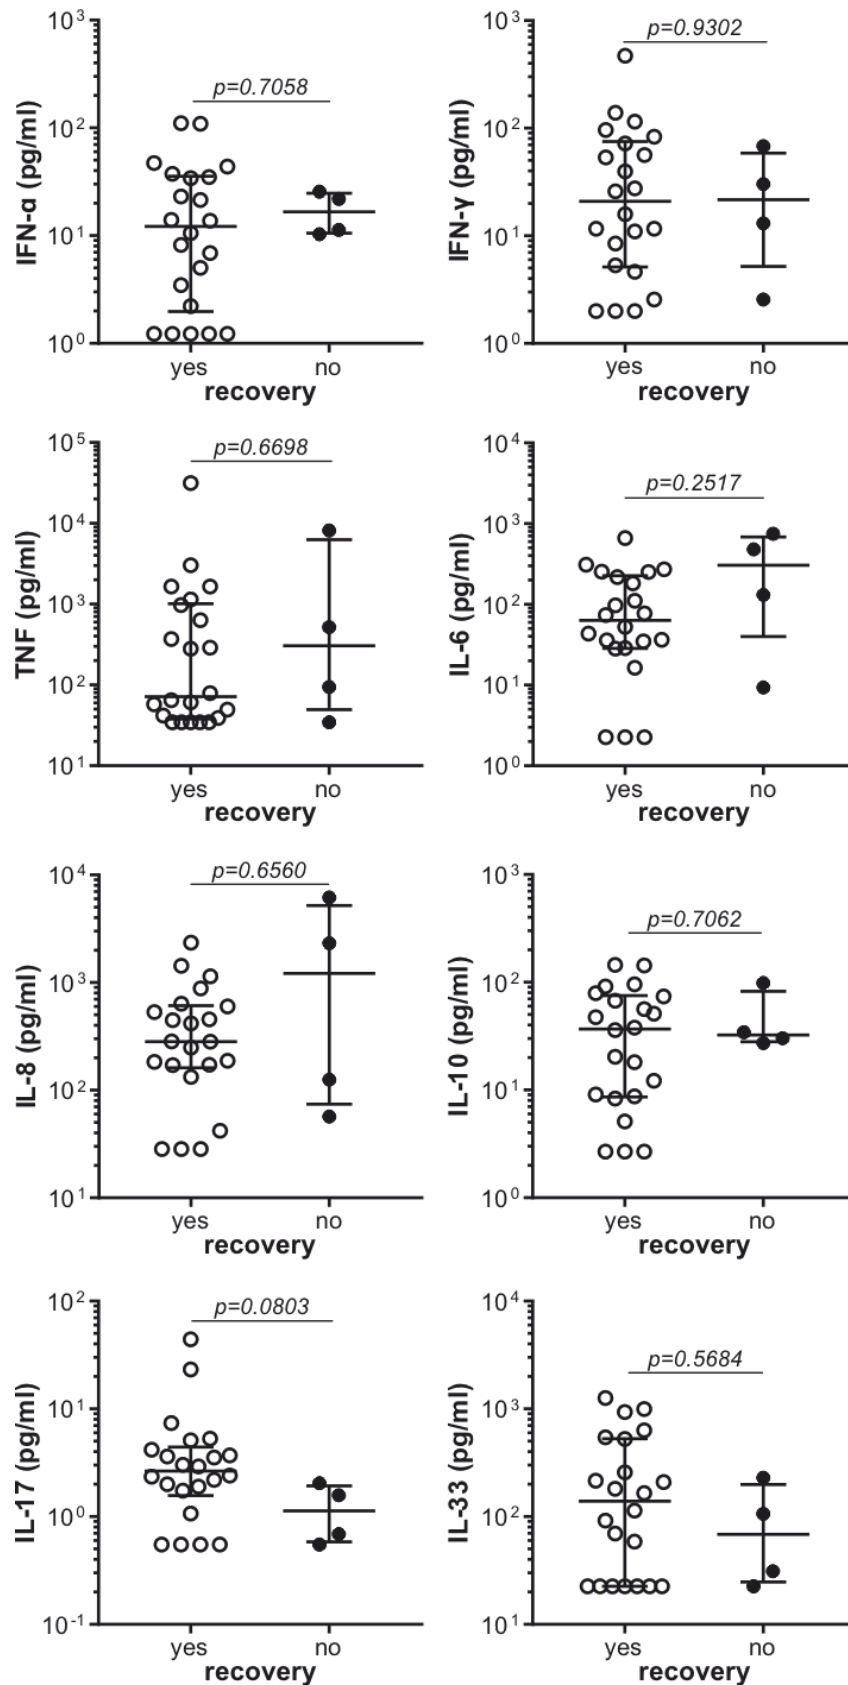 10³
10²
10¹
10⁰
IFN-α (pg/ml)
p=0.7058
yes no
recovery
10³
10²
10¹
10⁰
IFN-γ (pg/ml)
p=0.9302
yes no
recovery
10⁵
10⁴
10³
10²
10¹
TNF (pg/ml)
p=0.6698
yes no
recovery
10⁴
10³
10²
10¹
10⁰
IL-6 (pg/ml)
p=0.2517
yes no
recovery
10⁴
10³
10²
10¹
IL-8 (pg/ml)
p=0.6560
yes no
recovery
10³
10²
10¹
10⁰
IL-10 (pg/ml)
p=0.7062
yes no
recovery
10²
10¹
10⁰
10⁻¹
IL-17 (pg/ml)
p=0.0803
yes no
recovery
10⁴
10³
10²
10¹
IL-33 (pg/ml)
p=0.5684
yes no
recovery